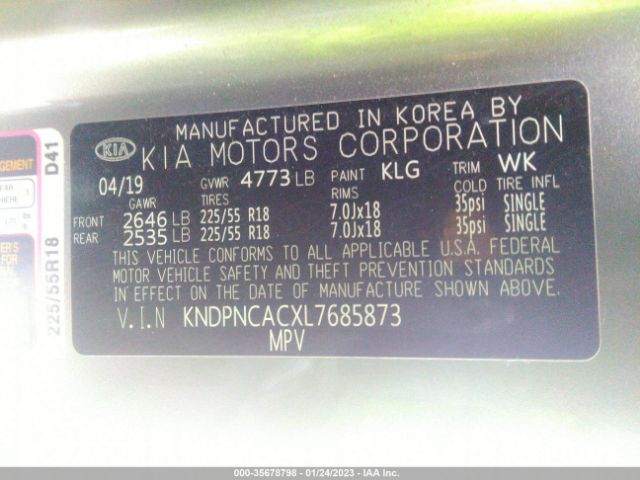 MANUFACTURED IN KOREA BY
KIA KIA MOTORS CORPORATION
04/19 GVWR 4773 LB PAINT KLG TRIM WK
GAWR TIRES RIMS COLD TIRE INFL
FRONT 2646 LB 225/55 R18 7.0Jx18 35psi SINGLE
REAR 2535 LB 225/55 R18 7.0Jx18 35psi SINGLE
THIS VEHICLE CONFORMS TO ALL APPLICABLE U.S.A. FEDERAL
MOTOR VEHICLE SAFETY AND THEFT PREVENTION STANDARDS
IN EFFECT ON THE DATE OF MANUFACTURE SHOWN ABOVE.
V.I.N KNDPNCACXL7685873
MPV
225/55R18 D41
000-35678798 - 01/24/2023 - IAAI.COM